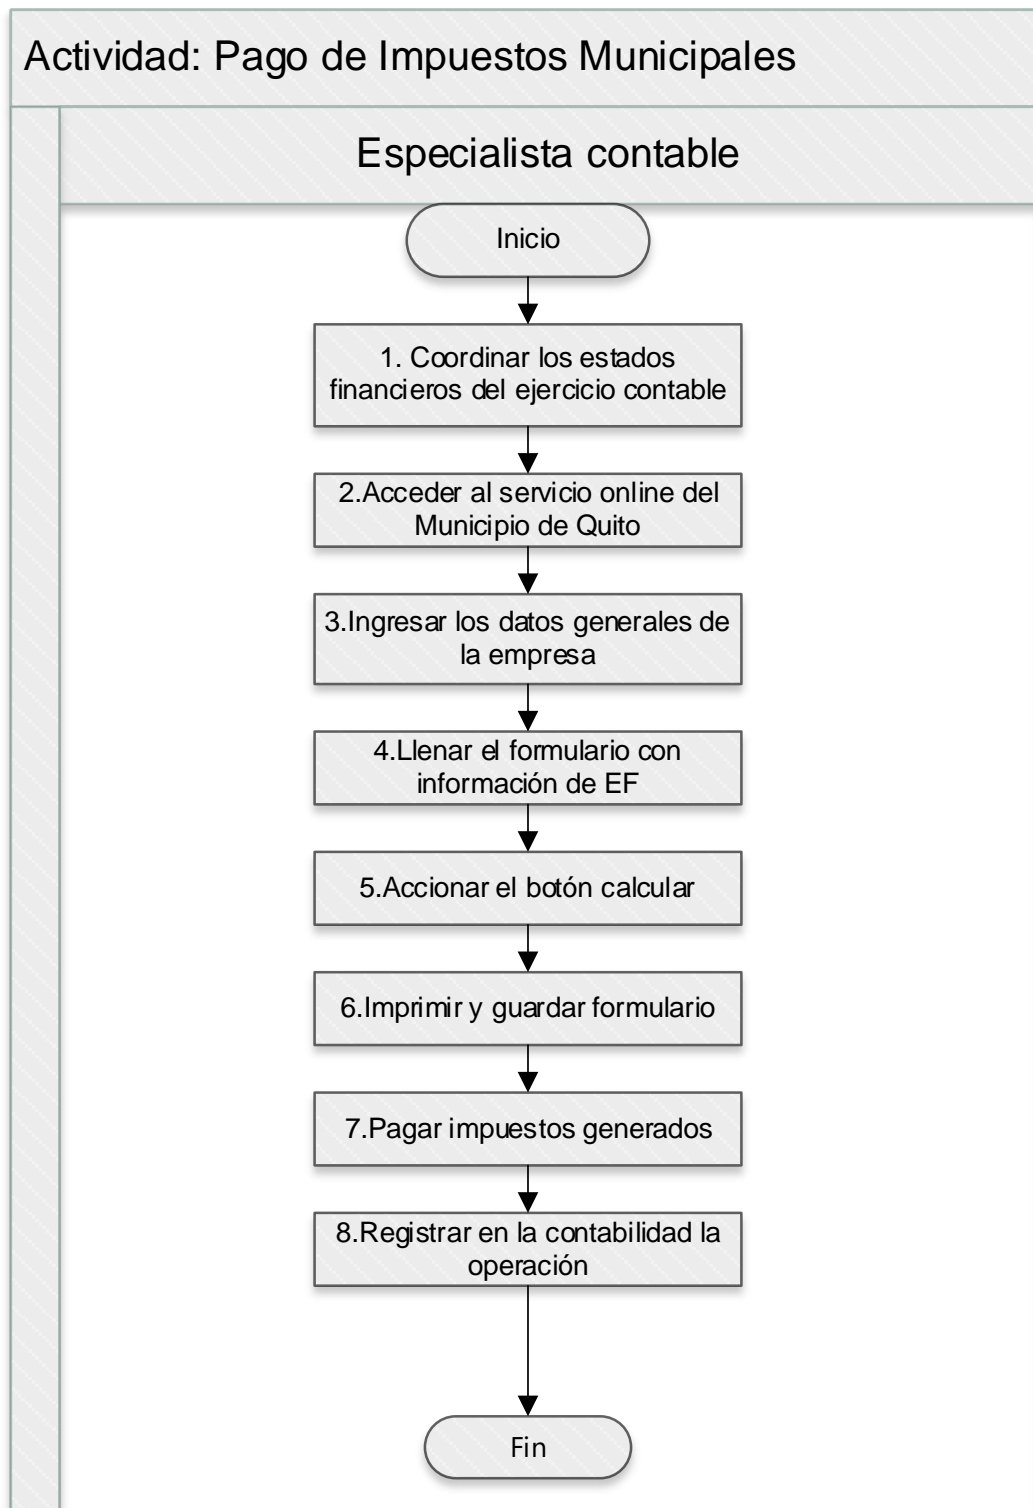 Actividad: Pago de Impuestos Municipales
Especialista contable
Inicio
1. Coordinar los estados
financieros del ejercicio contable
2.Acceder al servicio online del
Municipio de Quito
3.Ingresar los datos generales de
la empresa
4.Llenar el formulario con
información de EF
5.Accionar el botón calcular
6.Imprimir y guardar formulario
7.Pagar impuestos generados
8.Registrar en la contabilidad la
operación
Fin